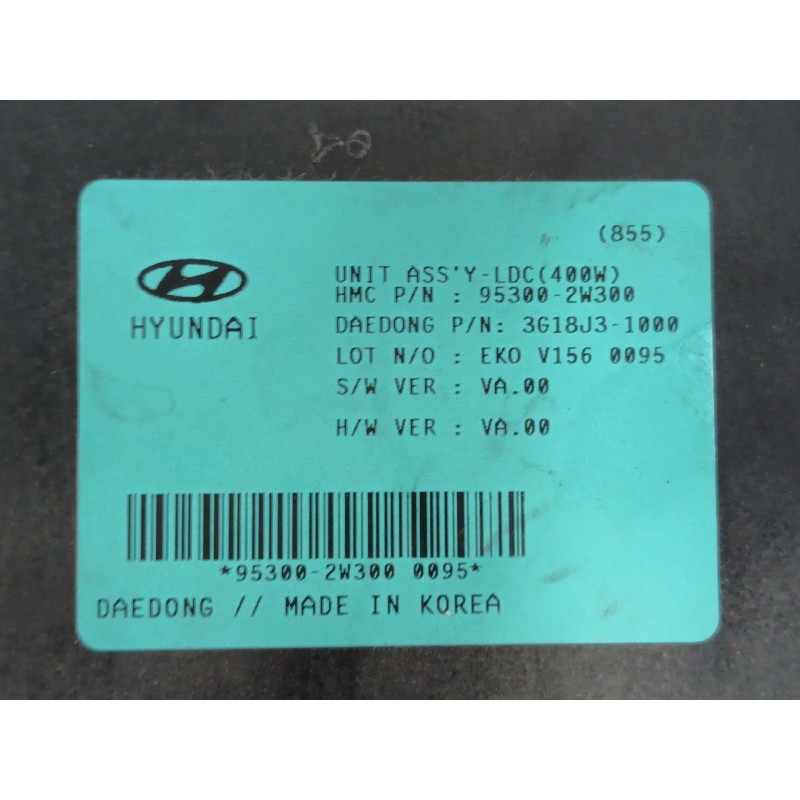 (855)
UNIT ASS'Y-LDC(400W)
HMC P/N : 95300-2W300
HYUNDAI
DAEDONG P/N: 3G18J3-1000
LOT N/O : EKO V156 0095
S/W VER : VA.00
H/W VER : VA.00
*95300-2W300 0095*
DAEDONG // MADE IN KOREA